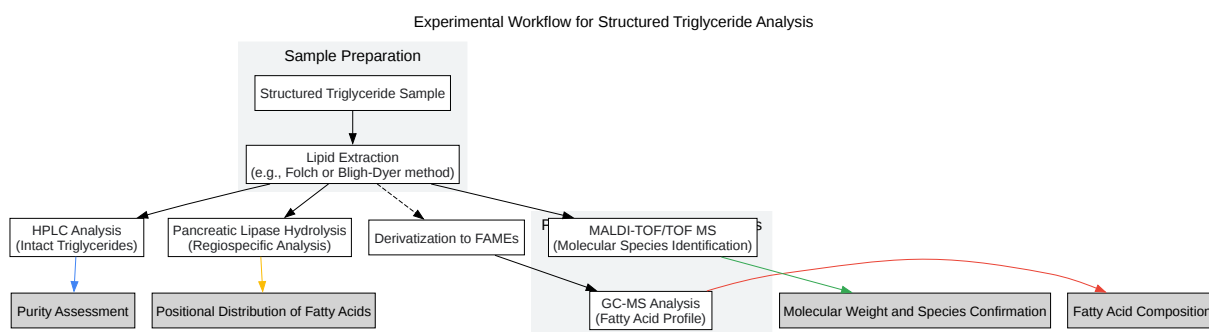 Experimental Workflow for Structured Triglyceride Analysis
Sample Preparation
Structured Triglyceride Sample
Lipid Extraction
(e.g., Folch or Bligh-Dyer method)
HPLC Analysis
(Intact Triglycerides)
Pancreatic Lipase Hydrolysis
(Regiospecific Analysis)
Derivatization to FAMEs
MALDI-TOF/TOF MS
(Molecular Species Identification)
Purity Assessment
Positional Distribution of Fatty Acids
GC-MS Analysis
(Fatty Acid Profile)
Molecular Weight and Species Confirmation
Fatty Acid Composition